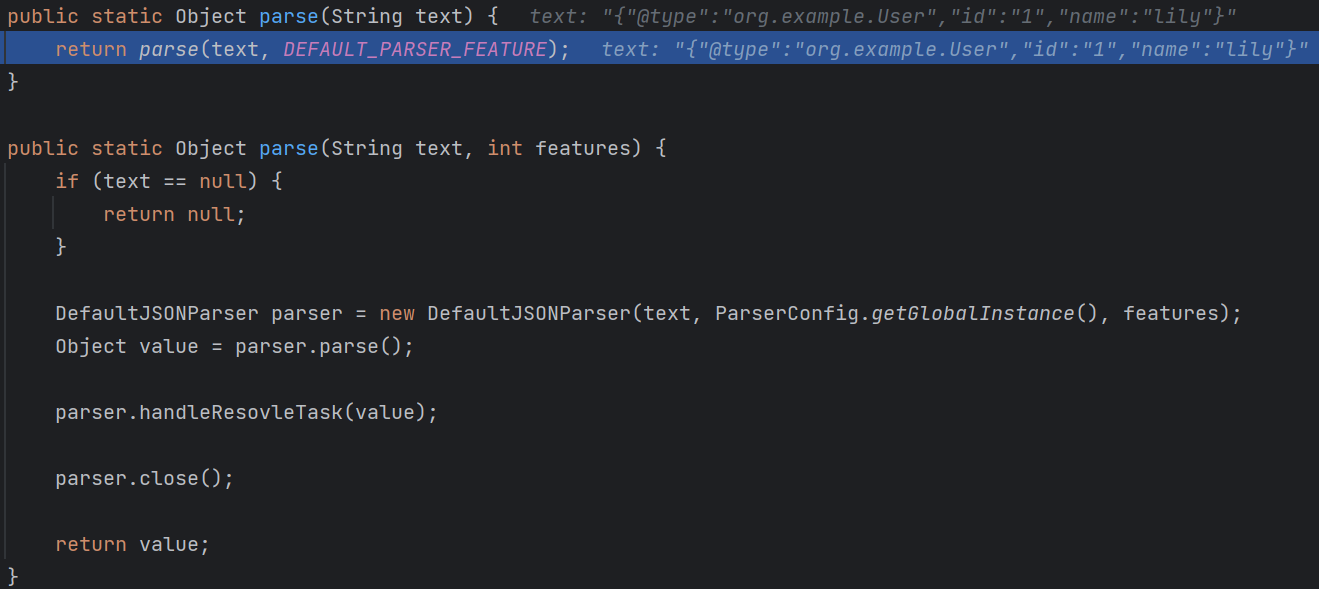 public static Object parse(String text) {   text: "{"@type":"org.example.User","id":"1","name":"lily"}"
    return parse(text, DEFAULT_PARSER_FEATURE);   text: "{"@type":"org.example.User","id":"1","name":"lily"}"
}
public static Object parse(String text, int features) {
    if (text == null) {
        return null;
    }
    DefaultJSONParser parser = new DefaultJSONParser(text, ParserConfig.getGlobalInstance(), features);
    Object value = parser.parse();
    parser.handleResovleTask(value);
    parser.close();
    return value;
}